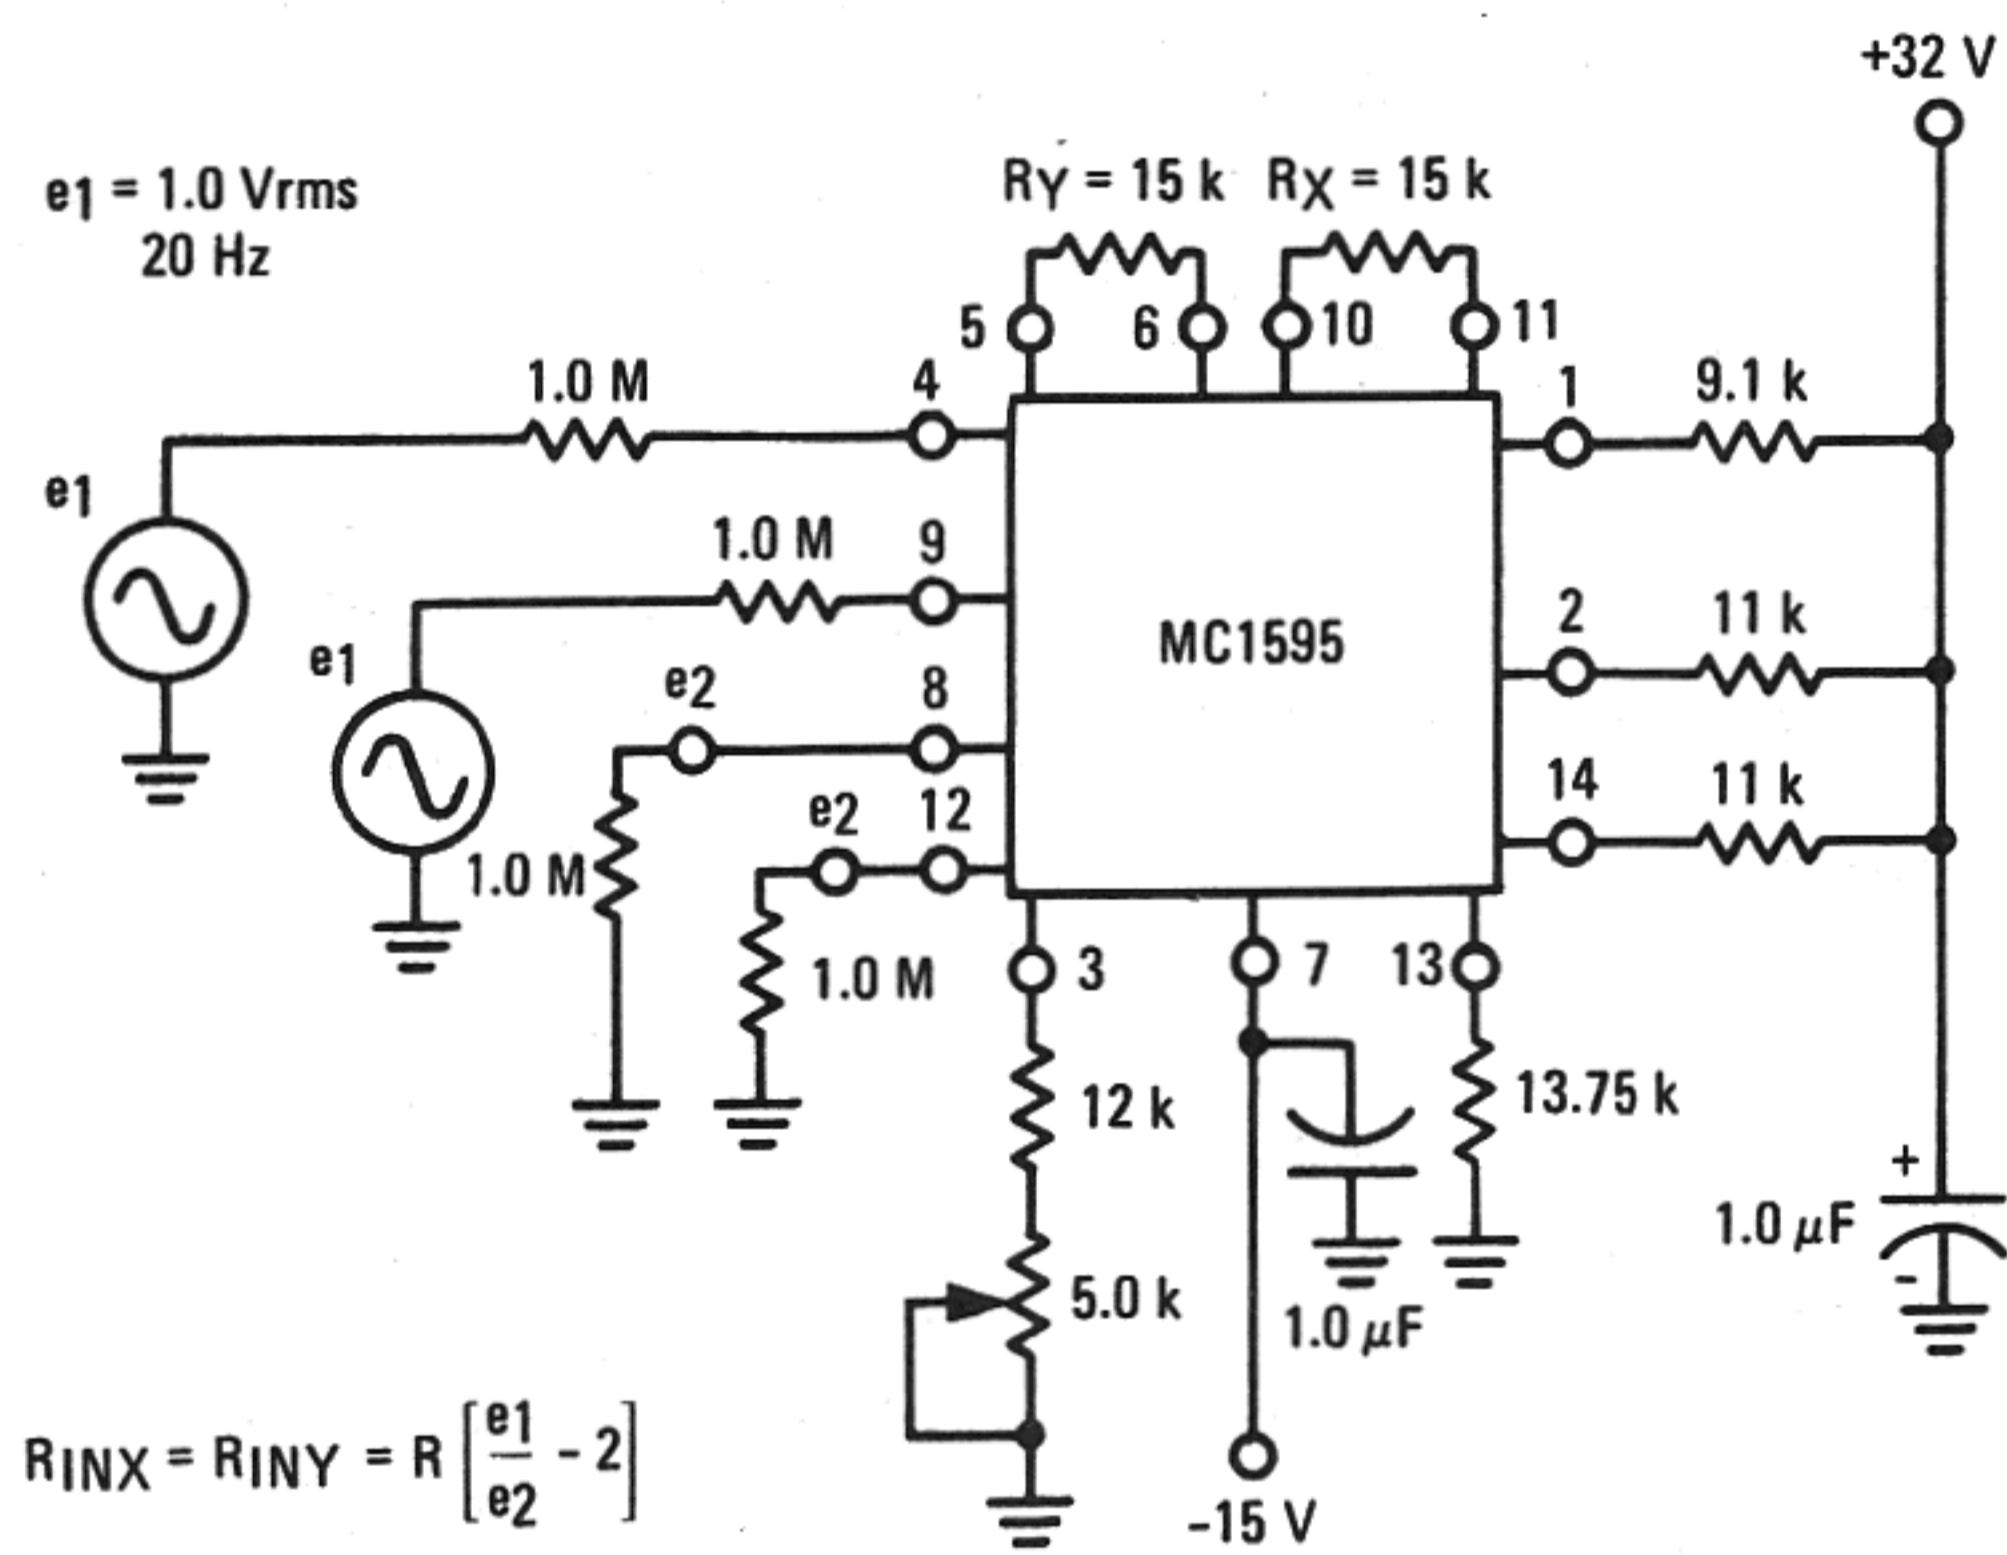 +32 V
e1 = 1.0 Vrms
20 Hz
RY = 15 k RX = 15 k
5
6
10
11
1.0 M
4
1
9.1 k
e1
1.0 M
9
MC1595
2
11 k
e1
e2
8
e2
12
14
11 k
1.0 M
1.0 M
3
7
13
12 k
13.75 k
+
1.0 μF
-
5.0 k
1.0 μF
RINX = RINY = R [e1/e2 - 2]
-15 V